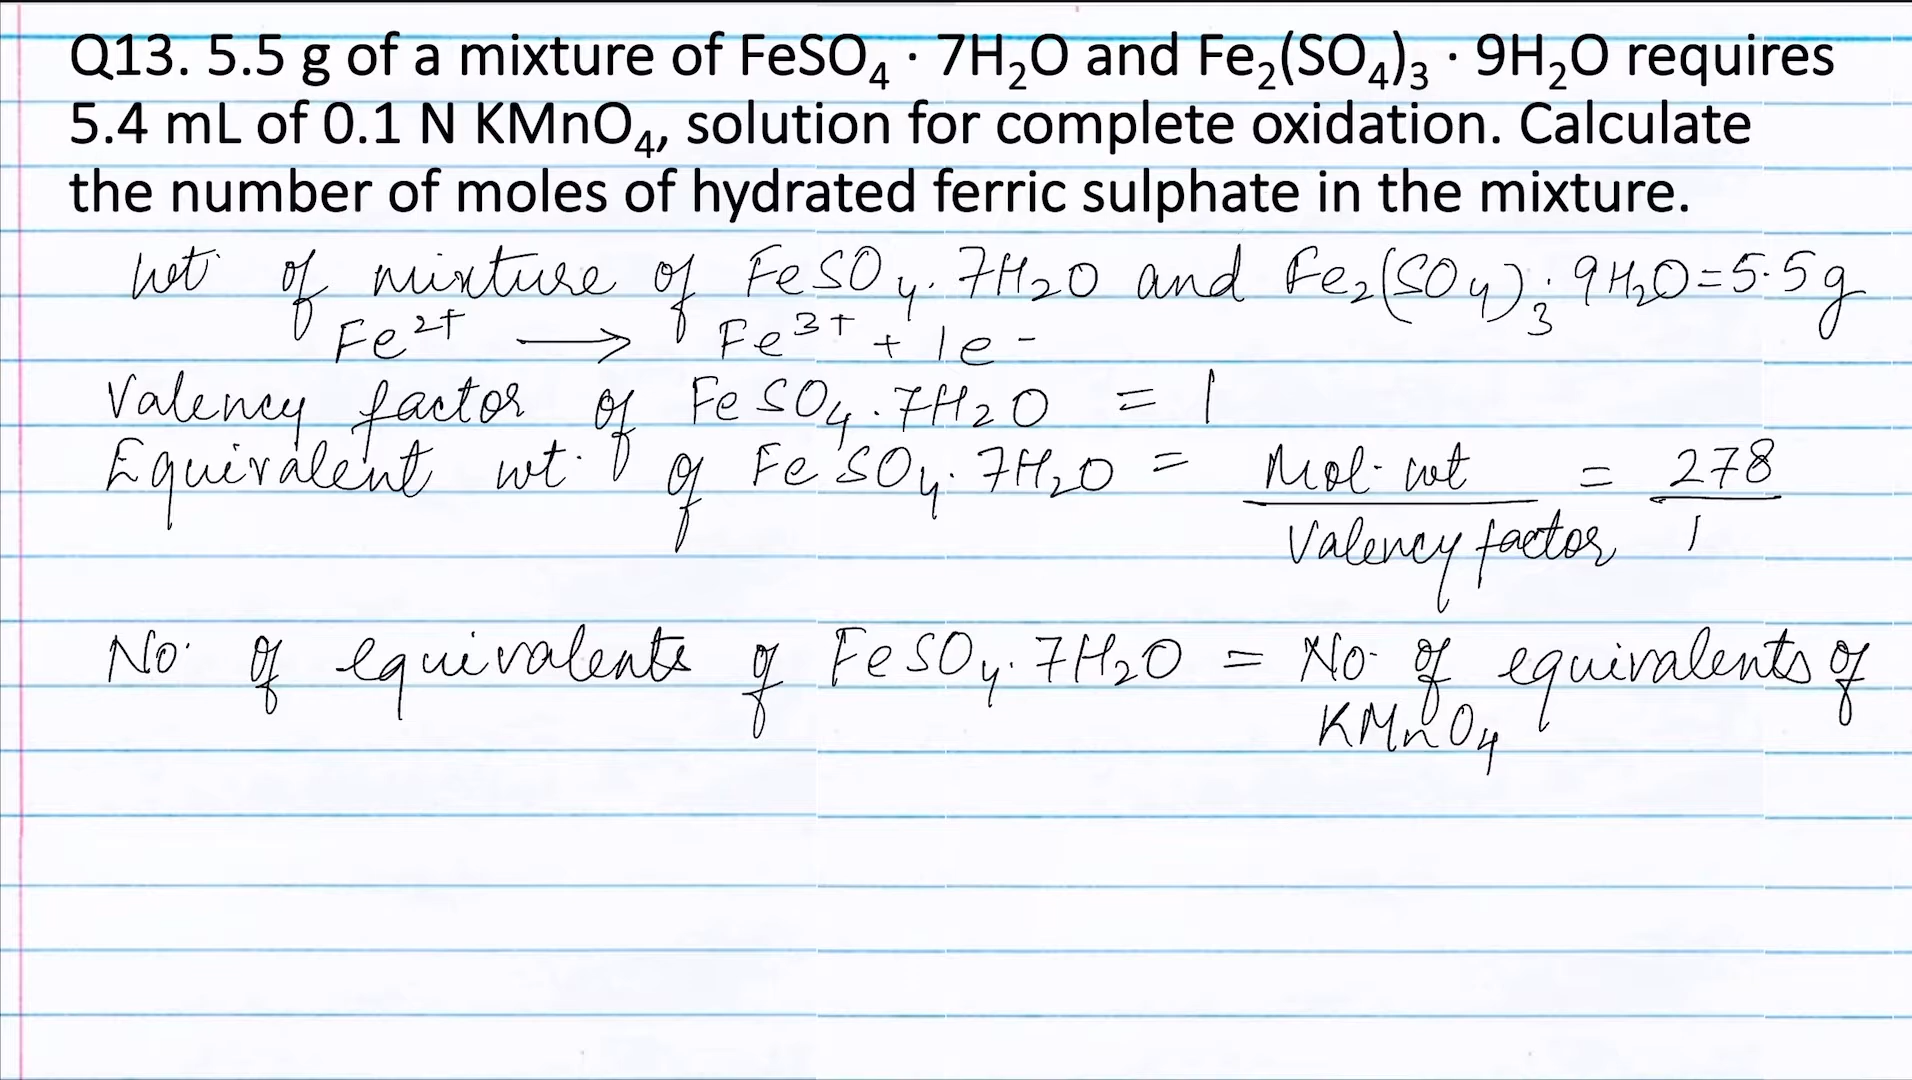 Q13. 5.5 g of a mixture of FeSO₄ · 7H₂O and Fe₂(SO₄)₃ · 9H₂O requires
5.4 mL of 0.1 N KMnO₄, solution for complete oxidation. Calculate
the number of moles of hydrated ferric sulphate in the mixture.
wt. of mixture of FeSO₄. 7H₂O and Fe₂(SO₄)₃. 9H₂O = 5.5g
Fe²⁺ → Fe³⁺ + 1e⁻
Valency factor of FeSO₄.7H₂O = 1
Equivalent wt. of FeSO₄. 7H₂O = Mol. wt / Valency factor = 278 / 1
No. of equivalents of FeSO₄. 7H₂O = No. of equivalents of
KMnO₄